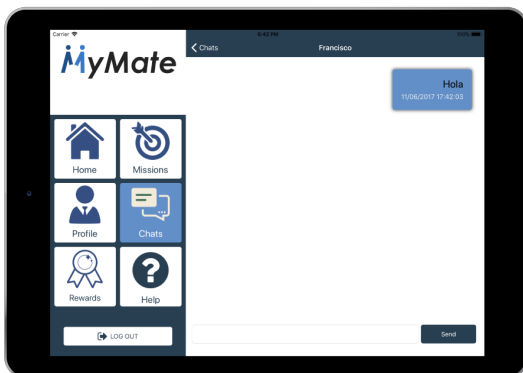 Carrier
8:42 PM
100%
MyMate
Chats
Francisco
Hola
11/06/2017 17:42:03
Home
Missions
Profile
Chats
Rewards
Help
LOG OUT
Send